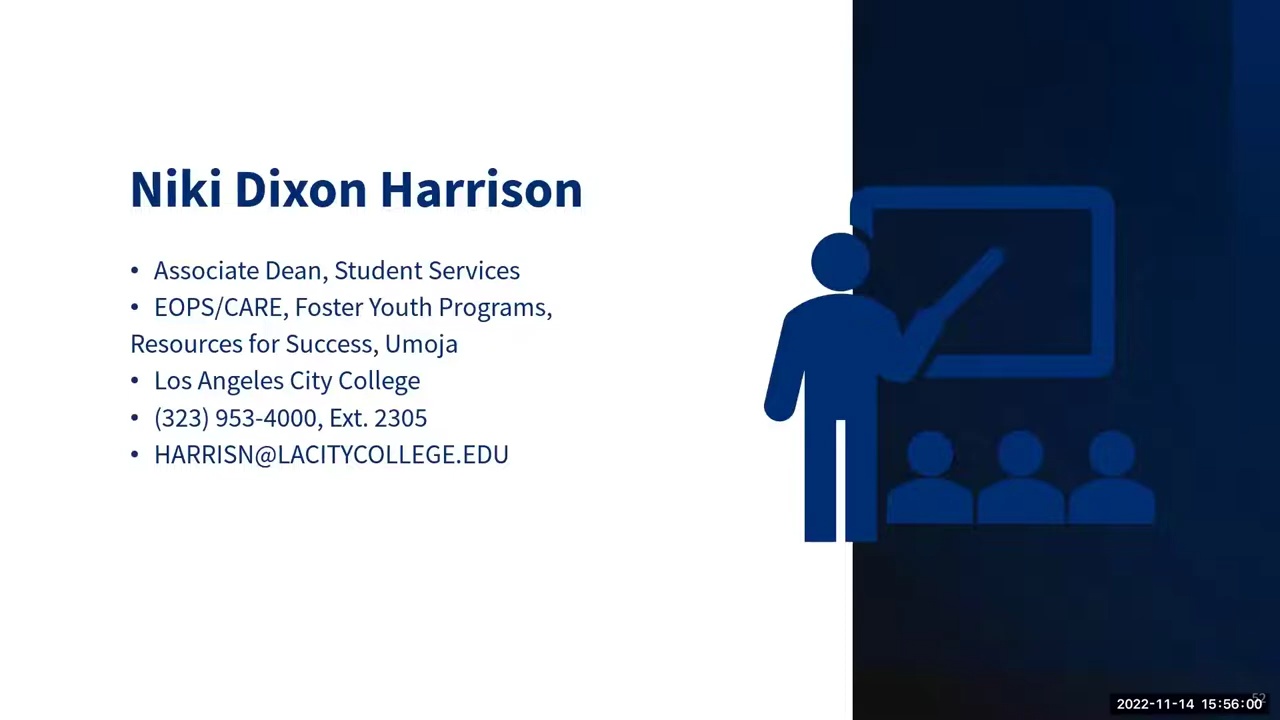 Niki Dixon Harrison
• Associate Dean, Student Services
• EOPS/CARE, Foster Youth Programs,
Resources for Success, Umoja
• Los Angeles City College
• (323) 953-4000, Ext. 2305
• HARRISN@LACITYCOLLEGE.EDU
52
2022-11-14 15:56:00